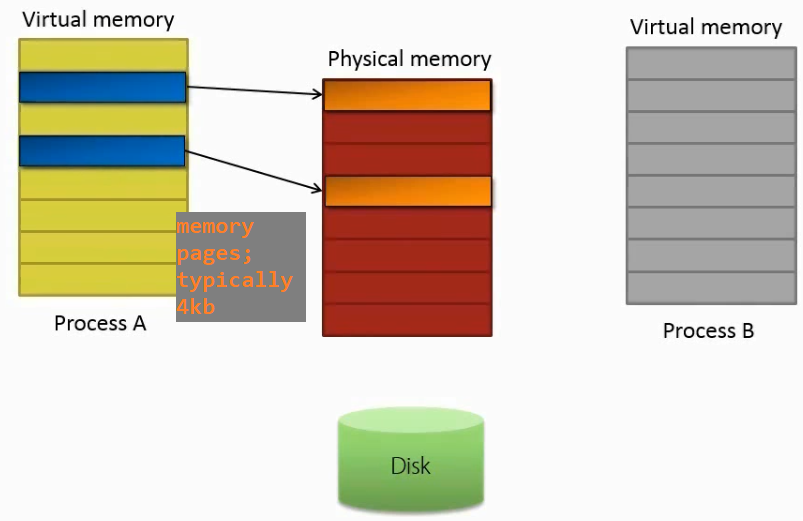 Virtual memory
Physical memory
Virtual memory
memory
pages;
typically
4kb
Process A
Process B
Disk